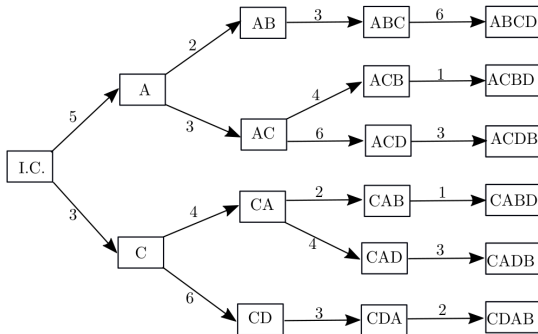 AB 3 ABC 6 ABCD
2
A
5
3
AC
4
ACB 1 ACBD
6
ACD 3 ACDB
I.C.
3
C
4
CA
2
CAB 1 CABD
4
CAD 3 CADB
6
CD 3 CDA 2 CDAB